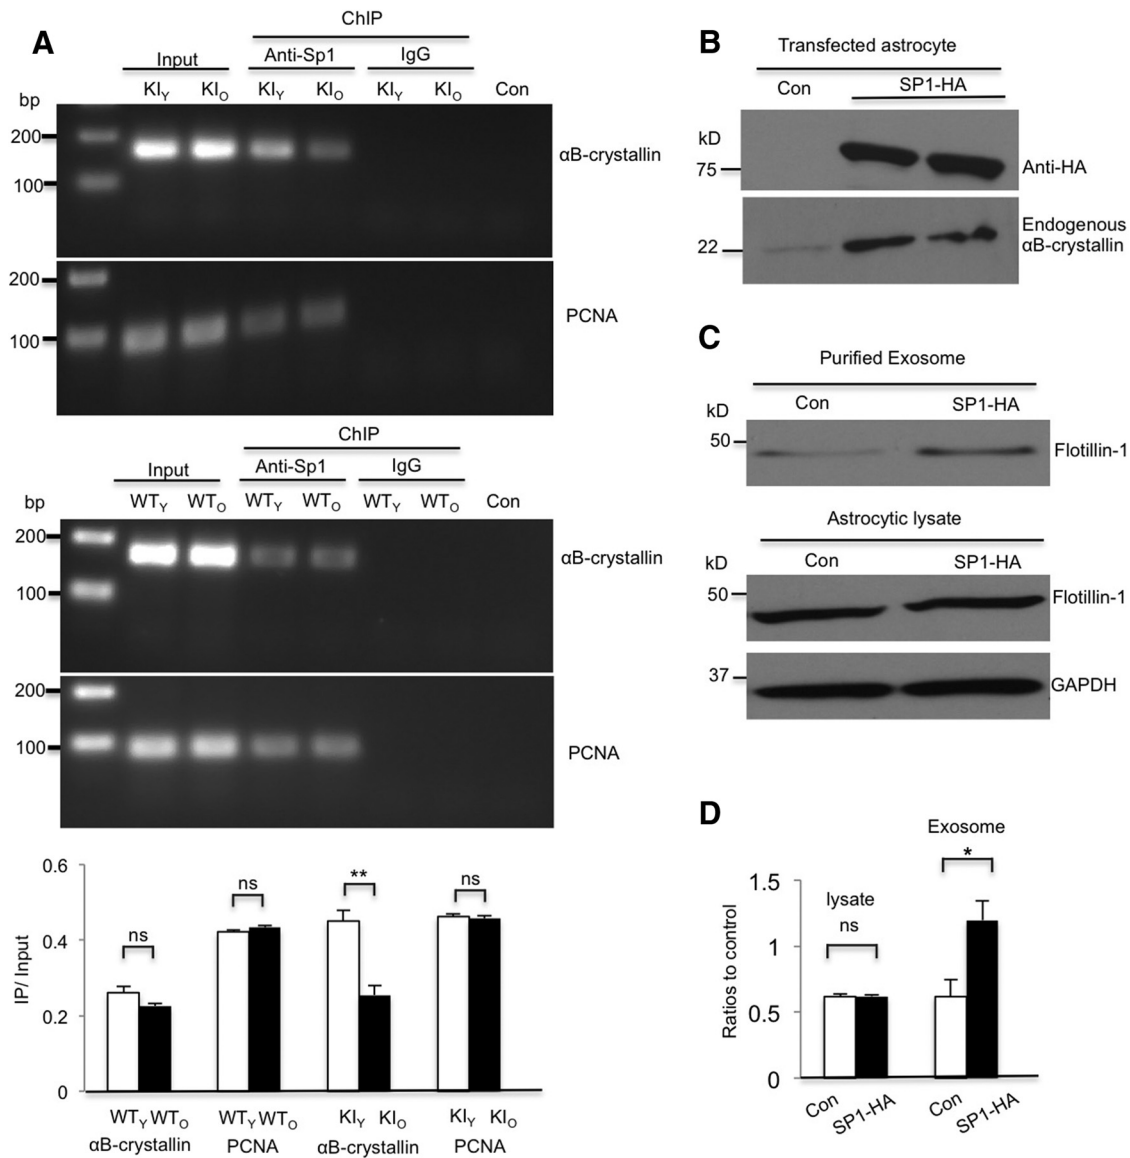 A
ChIP
Input
Anti-Sp1
IgG
bp
KIY
KIO
KIY
KIO
KIY
KIO
Con
200
100
αB-crystallin
200
100
PCNA
ChIP
Input
Anti-Sp1
IgG
bp
WTY
WTO
WTY
WTO
WTY
WTO
Con
200
100
αB-crystallin
200
100
PCNA
0.6
0.4
0.2
0
IP/ Input
ns
ns
**
ns
WTY WTO
WTY WTO
KIY KIO
KIY KIO
αB-crystallin
PCNA
αB-crystallin
PCNA
B
Transfected astrocyte
Con
SP1-HA
kD
75
Anti-HA
22
Endogenous
αB-crystallin
C
Purified Exosome
kD
Con
SP1-HA
50
Flotillin-1
Astrocytic lysate
kD
Con
SP1-HA
50
Flotillin-1
37
GAPDH
D
Exosome
*
lysate
ns
1.5
1
0.5
0
Ratios to control
Con
SP1-HA
Con
SP1-HA